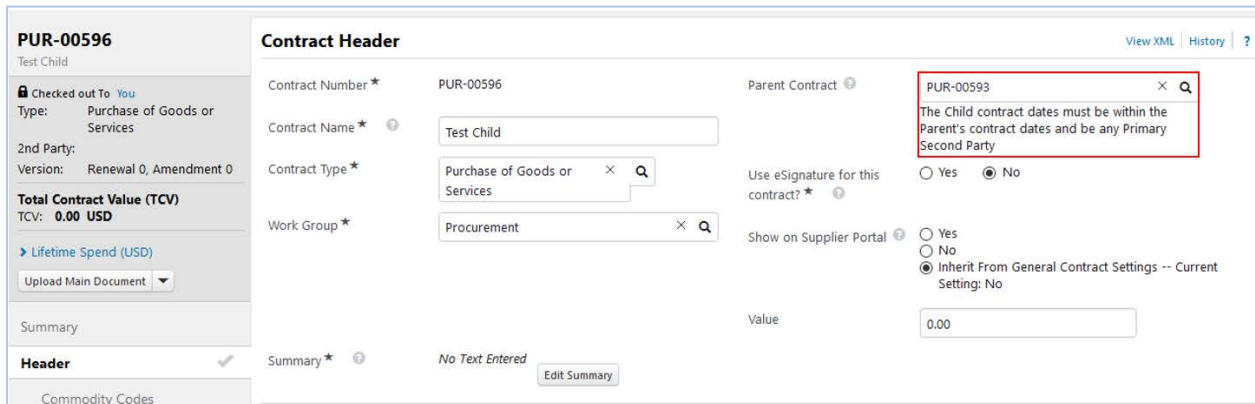 PUR-00596
Test Child
Checked out To You
Type: Purchase of Goods or
Services
2nd Party:
Version: Renewal 0, Amendment 0
Total Contract Value (TCV)
TCV: 0.00 USD
Lifetime Spend (USD)
Upload Main Document
Summary
Header
Commodity Codes
Contract Header
View XML History ?
Contract Number ★ PUR-00596
Contract Name ★ ? Test Child
Contract Type ★ Purchase of Goods or
Services
Work Group ★ Procurement
Summary ★ ? No Text Entered
Edit Summary
Parent Contract ? PUR-00593
The Child contract dates must be within the
Parent's contract dates and be any Primary
Second Party
Use eSignature for this
contract? ★ ? Yes No
Show on Supplier Portal ? Yes
No
Inherit From General Contract Settings -- Current
Setting: No
Value 0.00